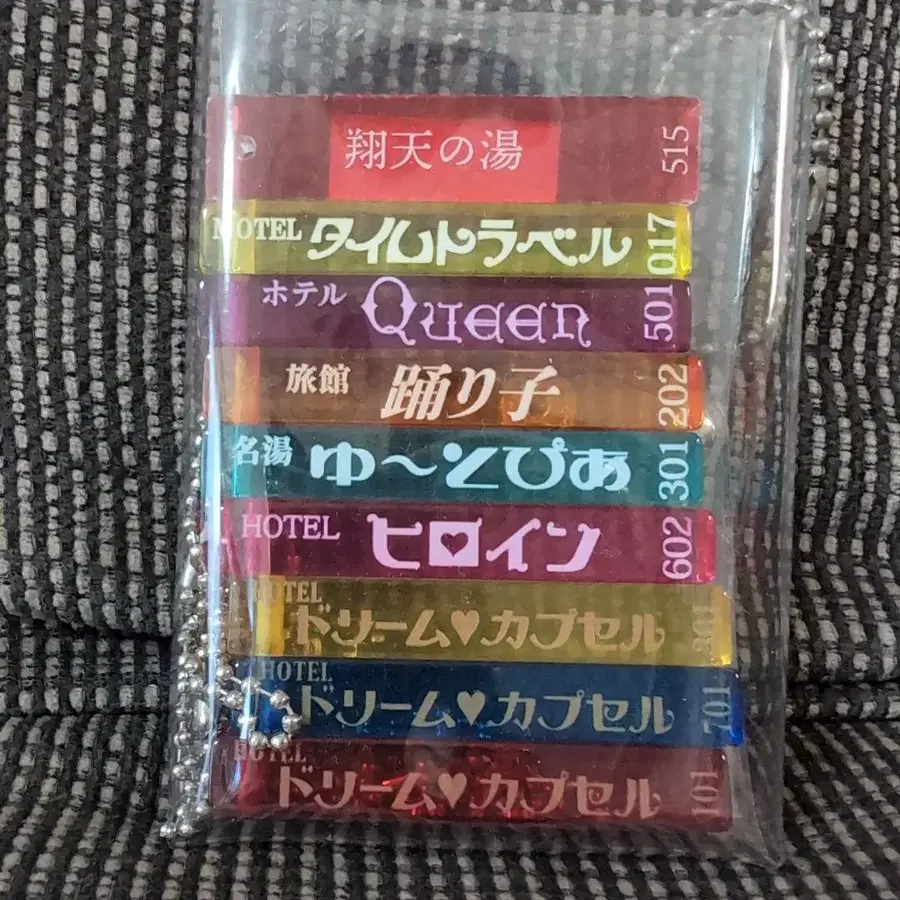 翔天の湯 515
MOTEL タイムトラベル 017
ホテル Queen 501
旅館 踊り子 202
名湯 ゆ〜とぴあ 301
HOTEL ヒロイン 602
HOTEL ドリーム♥カプセル 301
HOTEL ドリーム♥カプセル 701
HOTEL ドリーム♥カプセル 101